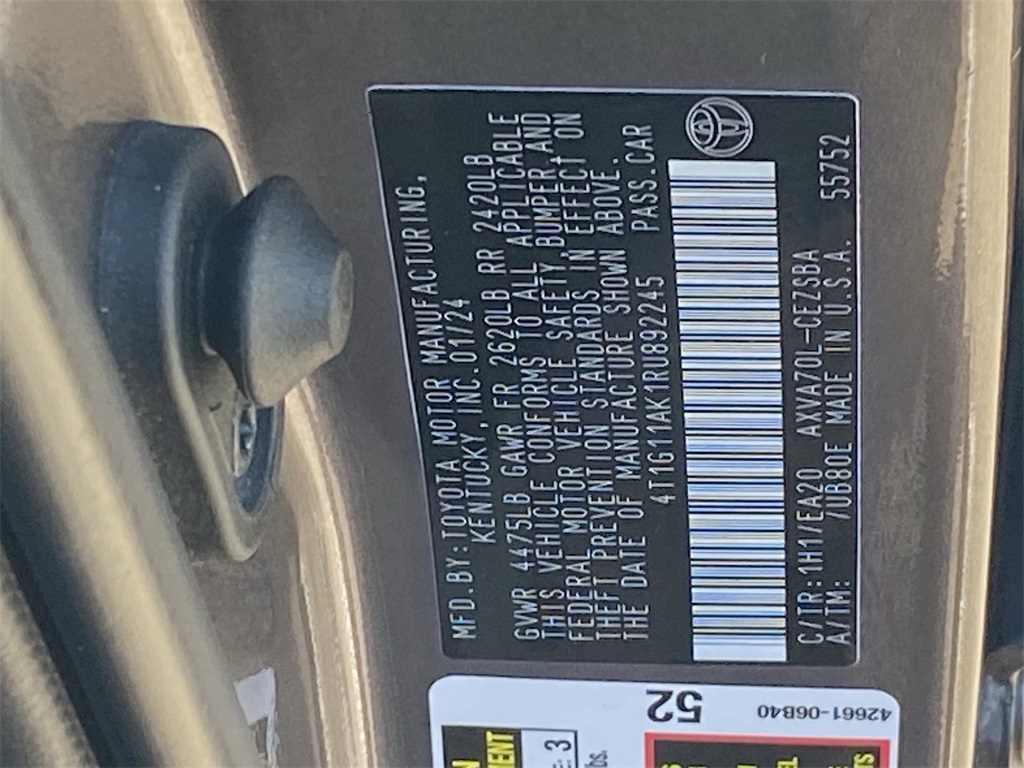 MFD.BY:TOYOTA MOTOR MANUFACTURING,
KENTUCKY,INC.01/24
GVWR 4475LB GAWR FR 2620LB RR 2420LB
THIS VEHICLE CONFORMS TO ALL APPLICABLE
FEDERAL MOTOR VEHICLE SAFETY,BUMPER,AND
THEFT PREVENTION STANDARDS IN EFFECT ON
THE DATE OF MANUFACTURE SHOWN ABOVE.
4T1G11AK1RU892245 PASS.CAR
C/TR:1H1/EA20 AXVA70L-CEZSBA
A/TM: /UB80E MADE IN U.S.A. 55752
52
42661-06B40
3
lbs.